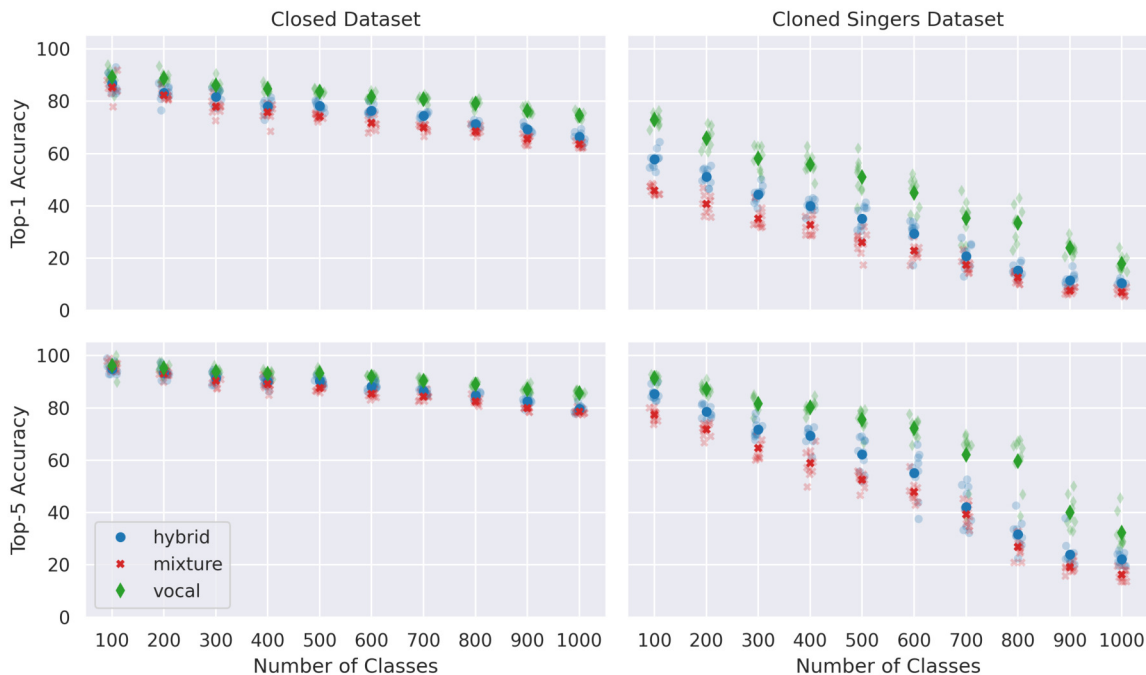 Closed Dataset
Cloned Singers Dataset
Top-1 Accuracy
100
80
60
40
20
0
Top-5 Accuracy
100
80
60
40
20
0
hybrid
mixture
vocal
100 200 300 400 500 600 700 800 900 1000
100 200 300 400 500 600 700 800 900 1000
Number of Classes
Number of Classes